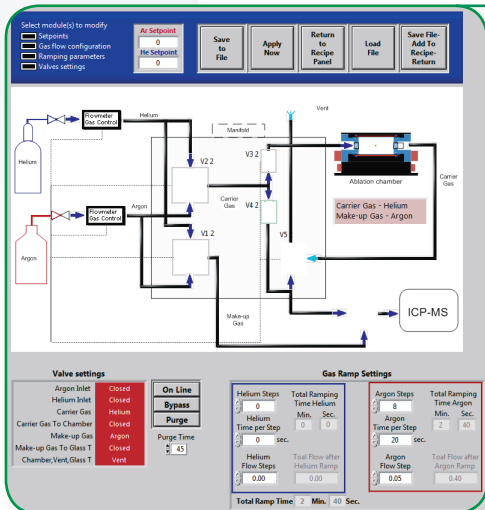 Select module(s) to modify
Setpoints
Gas flow configuration
Ramping parameters
Valves settings
Ar Setpoint
0
He Setpoint
0
Save
to
File
Apply
Now
Return
to
Recipe
Panel
Load
File
Save File-
Add To
Recipe-
Return
Flowmeter
Gas Control
Helium
Manifold
Vent
Helium
V2 2
V3 2
Ablation chamber
Carrier
Gas
Carrier
Gas
V4 2
Carrier Gas - Helium
Make-up Gas - Argon
Flowmeter
Gas Control
Argon
V1 2
V5
Argon
Make-up
Gas
ICP-MS
Valve settings
Argon Inlet Closed
Helium Inlet Closed
Carrier Gas Helium
Carrier Gas To Chamber Closed
Make-up Gas Argon
Make-up Gas To Glass T Closed
Chamber,Vent,Glass T Vent
On Line
Bypass
Purge
Purge Time
45
Gas Ramp Settings
Helium Steps
0
Helium
Time per Step
0 sec.
Helium
Flow Steps
0.00
Total Ramping
Time Helium
Min. Sec.
0 0
Toal Flow after
Helium Ramp
0.00
Argon Steps
8
Argon
Time per Step
20 sec.
Argon
Flow Step
0.05
Total Ramping
Time Argon
Min. Sec.
2 40
Toal Flow after
Argon Ramp
0.40
Total Ramp Time 2 Min. 40 Sec.